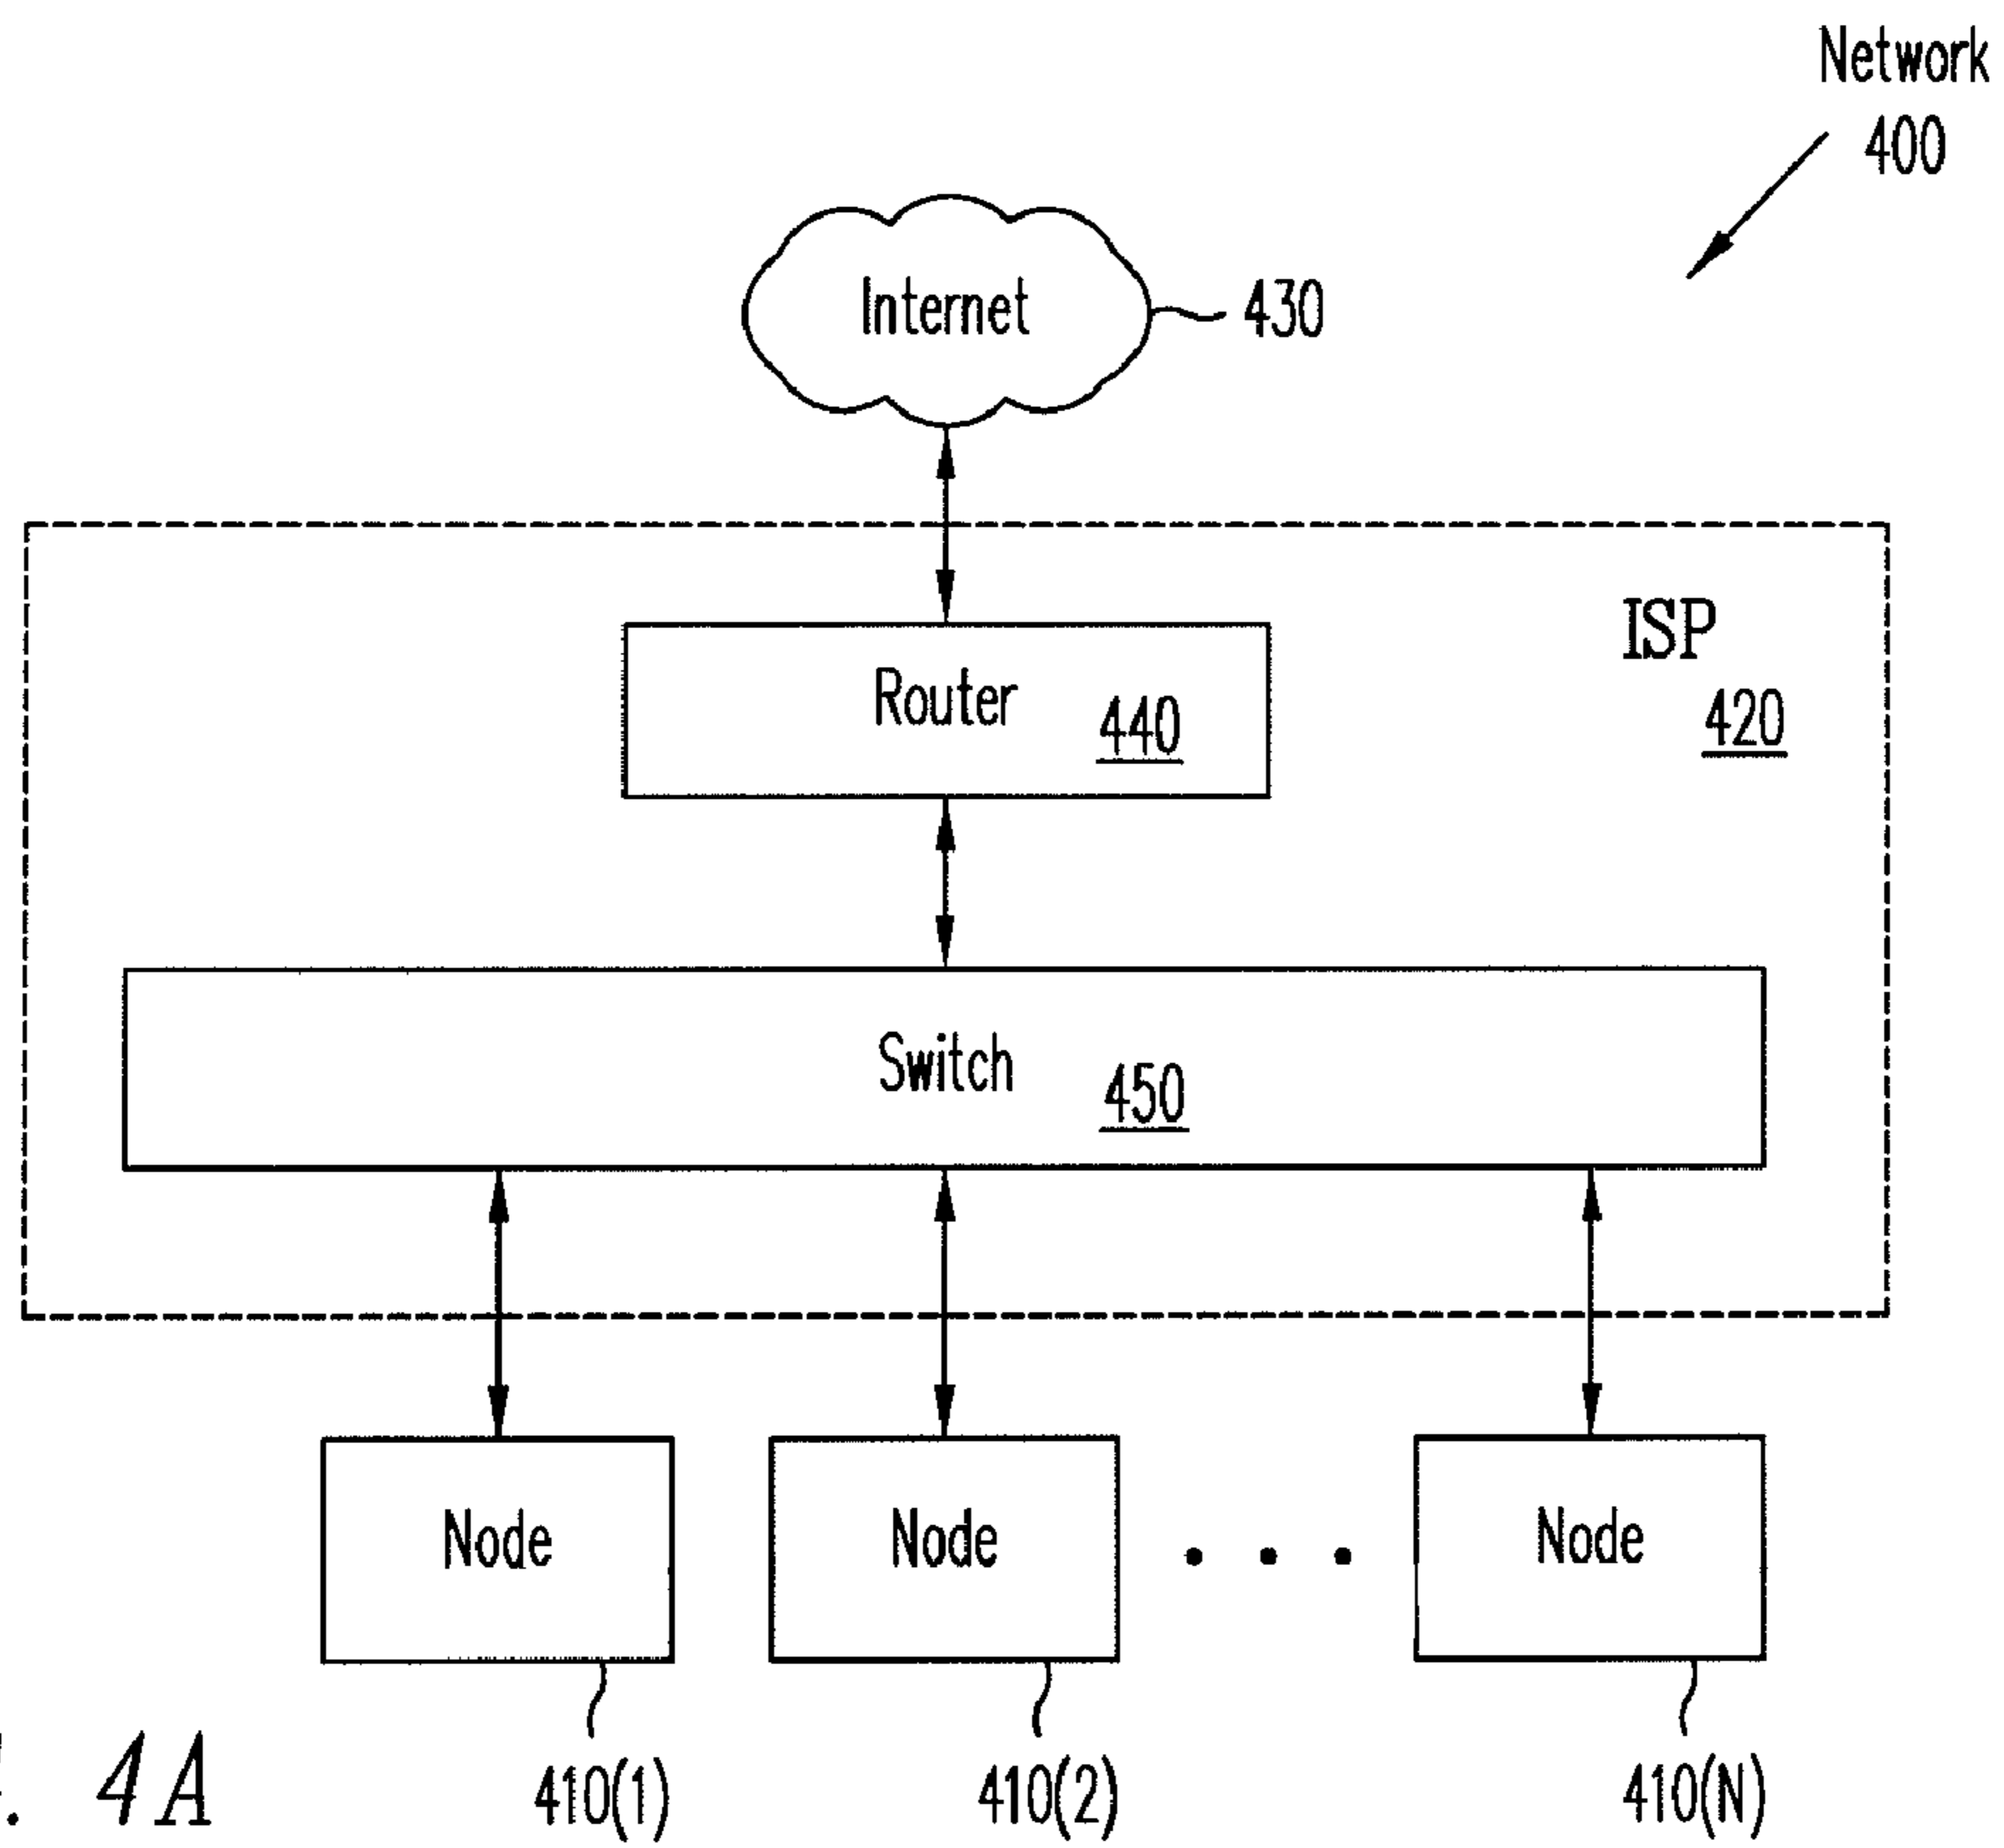 Network
400
Internet
430
ISP
420
Router
440
Switch
450
Node
Node
Node
410(1)
410(2)
410(N)
. 4A